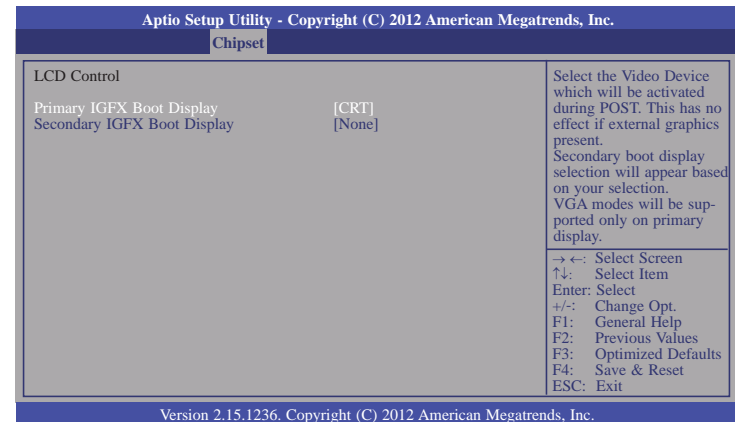 Aptio Setup Utility - Copyright (C) 2012 American Megatrends, Inc.
Chipset
LCD Control
Primary IGFX Boot Display [CRT]
Secondary IGFX Boot Display [None]
Select the Video Device
which will be activated
during POST. This has no
effect if external graphics
present.
Secondary boot display
selection will appear based
on your selection.
VGA modes will be sup-
ported only on primary
display.
→←: Select Screen
↑↓: Select Item
Enter: Select
+/-: Change Opt.
F1: General Help
F2: Previous Values
F3: Optimized Defaults
F4: Save & Reset
ESC: Exit
Version 2.15.1236. Copyright (C) 2012 American Megatrends, Inc.